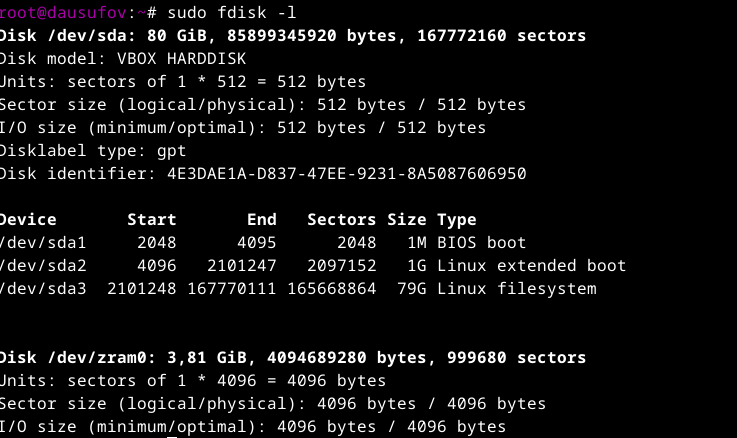 root@dausufov:~# sudo fdisk -l
Disk /dev/sda: 80 GiB, 85899345920 bytes, 167772160 sectors
Disk model: VBOX HARDDISK
Units: sectors of 1 * 512 = 512 bytes
Sector size (logical/physical): 512 bytes / 512 bytes
I/O size (minimum/optimal): 512 bytes / 512 bytes
Disklabel type: gpt
Disk identifier: 4E3DAE1A-D837-47EE-9231-8A5087606950
Device Start End Sectors Size Type
/dev/sda1 2048 4095 2048 1M BIOS boot
/dev/sda2 4096 2101247 2097152 1G Linux extended boot
/dev/sda3 2101248 167770111 165668864 79G Linux filesystem
Disk /dev/zram0: 3,81 GiB, 4094689280 bytes, 999680 sectors
Units: sectors of 1 * 4096 = 4096 bytes
Sector size (logical/physical): 4096 bytes / 4096 bytes
I/O size (minimum/optimal): 4096 bytes / 4096 bytes